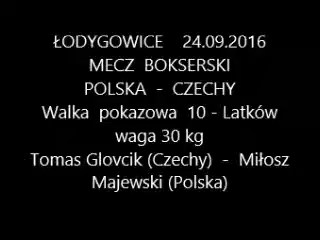 ŁODYGOWICE 24.09.2016
MECZ BOKSERSKI
POLSKA - CZECHY
Walka pokazowa 10 - Latków
waga 30 kg
Tomas Glovcik (Czechy) - Miłosz
Majewski (Polska)